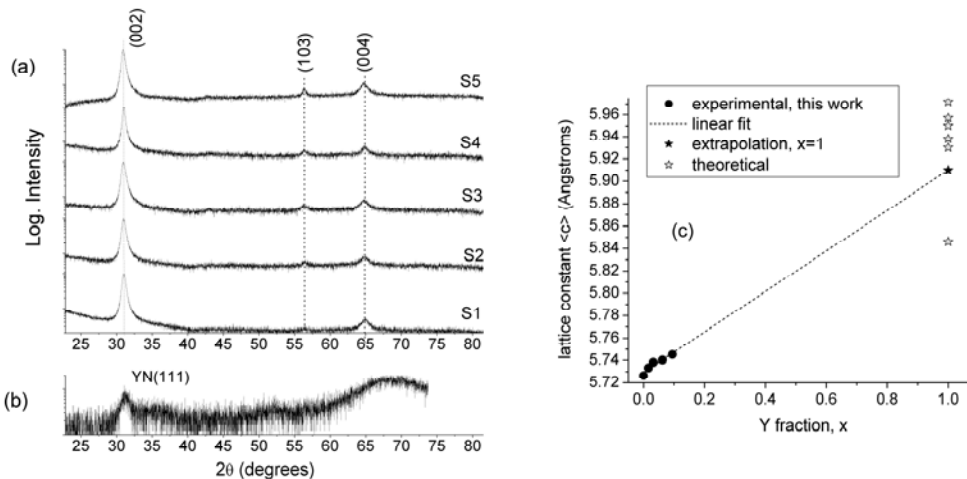 (a)
(002)
(103)
(004)
S5
S4
S3
S2
S1
Log. Intensity
25 30 35 40 45 50 55 60 65 70 75 80
(b)
YN(111)
25 30 35 40 45 50 55 60 65 70 75 80
2θ (degrees)
experimental, this work
linear fit
extrapolation, x=1
theoretical
(c)
lattice constant <c> (Angstroms)
5.96
5.94
5.92
5.90
5.88
5.86
5.84
5.82
5.80
5.78
5.76
5.74
5.72
0.0 0.2 0.4 0.6 0.8 1.0
Y fraction, x